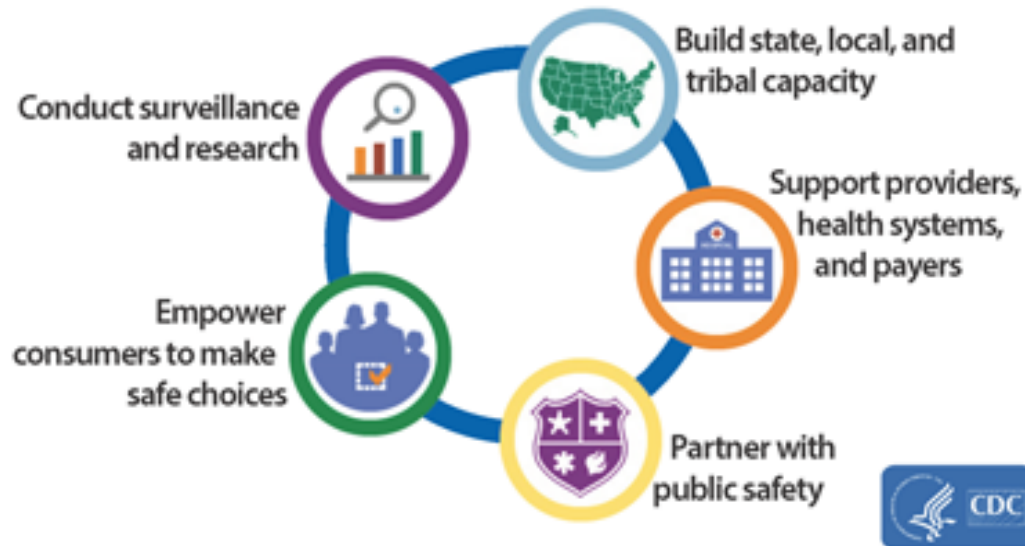 Build state, local, and
tribal capacity
Conduct surveillance
and research
Support providers,
health systems,
and payers
HOSPITAL
Empower
consumers to make
safe choices
Partner with
public safety
CDC